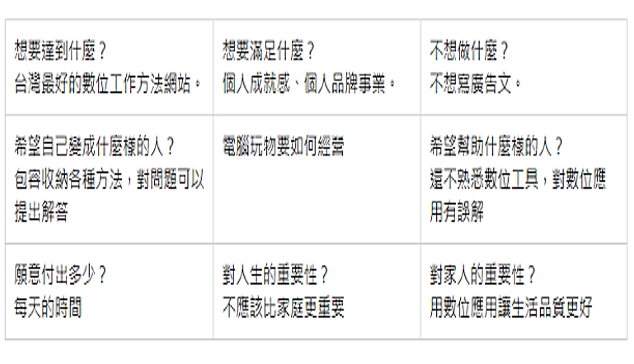 想要達到什麼？
台灣最好的數位工作方法網站。
想要滿足什麼？
個人成就感、個人品牌事業。
不想做什麼？
不想寫廣告文。
希望自己變成什麼樣的人？
包容收納各種方法，對問題可以
提出解答
電腦玩物要如何經營
希望幫助什麼樣的人？
還不熟悉數位工具，對數位應
用有誤解
願意付出多少？
每天的時間
對人生的重要性？
不應該比家庭更重要
對家人的重要性？
用數位應用讓生活品質更好